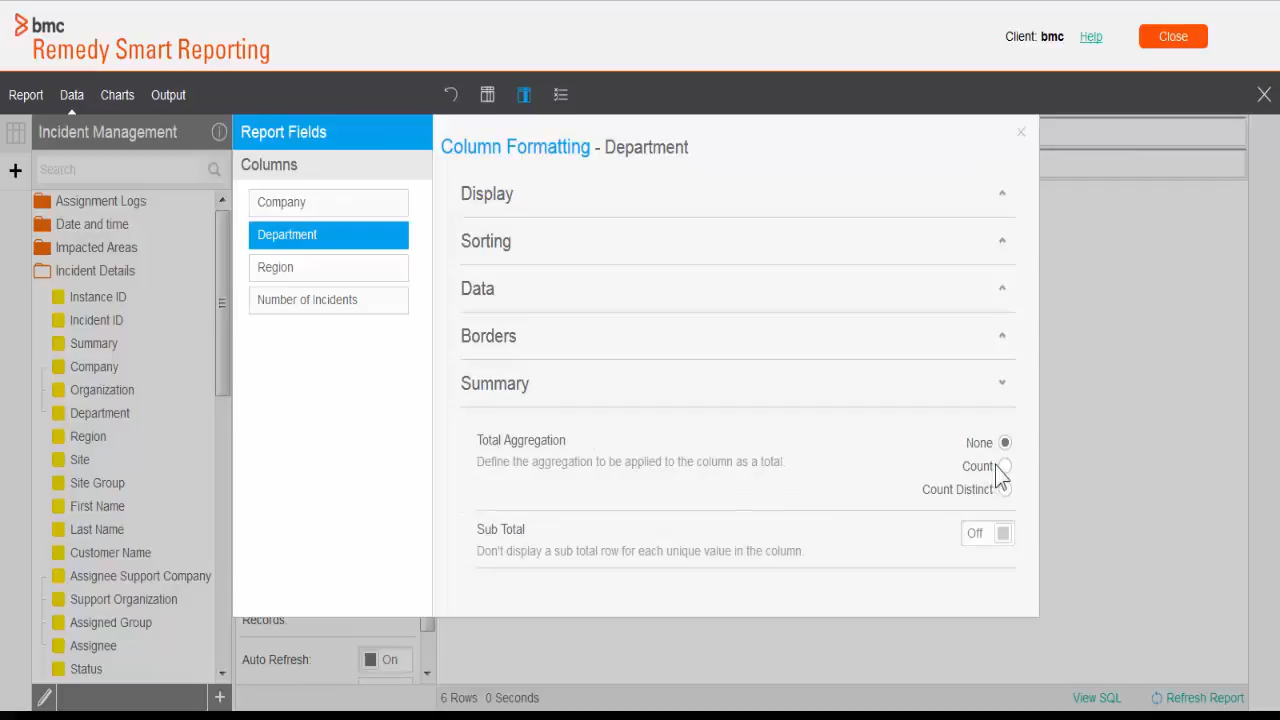 bmc
Remedy Smart Reporting
Client: bmc
Help
Close
Report
Data
Charts
Output
Incident Management
Search
Assignment Logs
Date and time
Impacted Areas
Incident Details
Instance ID
Incident ID
Summary
Company
Organization
Department
Region
Site
Site Group
First Name
Last Name
Customer Name
Assignee Support Company
Support Organization
Assigned Group
Assignee
Status
Report Fields
Columns
Company
Department
Region
Number of Incidents
Records:
Auto Refresh:
On
Column Formatting - Department
Display
Sorting
Data
Borders
Summary
Total Aggregation
Define the aggregation to be applied to the column as a total.
None
Count
Count Distinct
Sub Total
Don't display a sub total row for each unique value in the column.
Off
6 Rows 0 Seconds
View SQL
Refresh Report